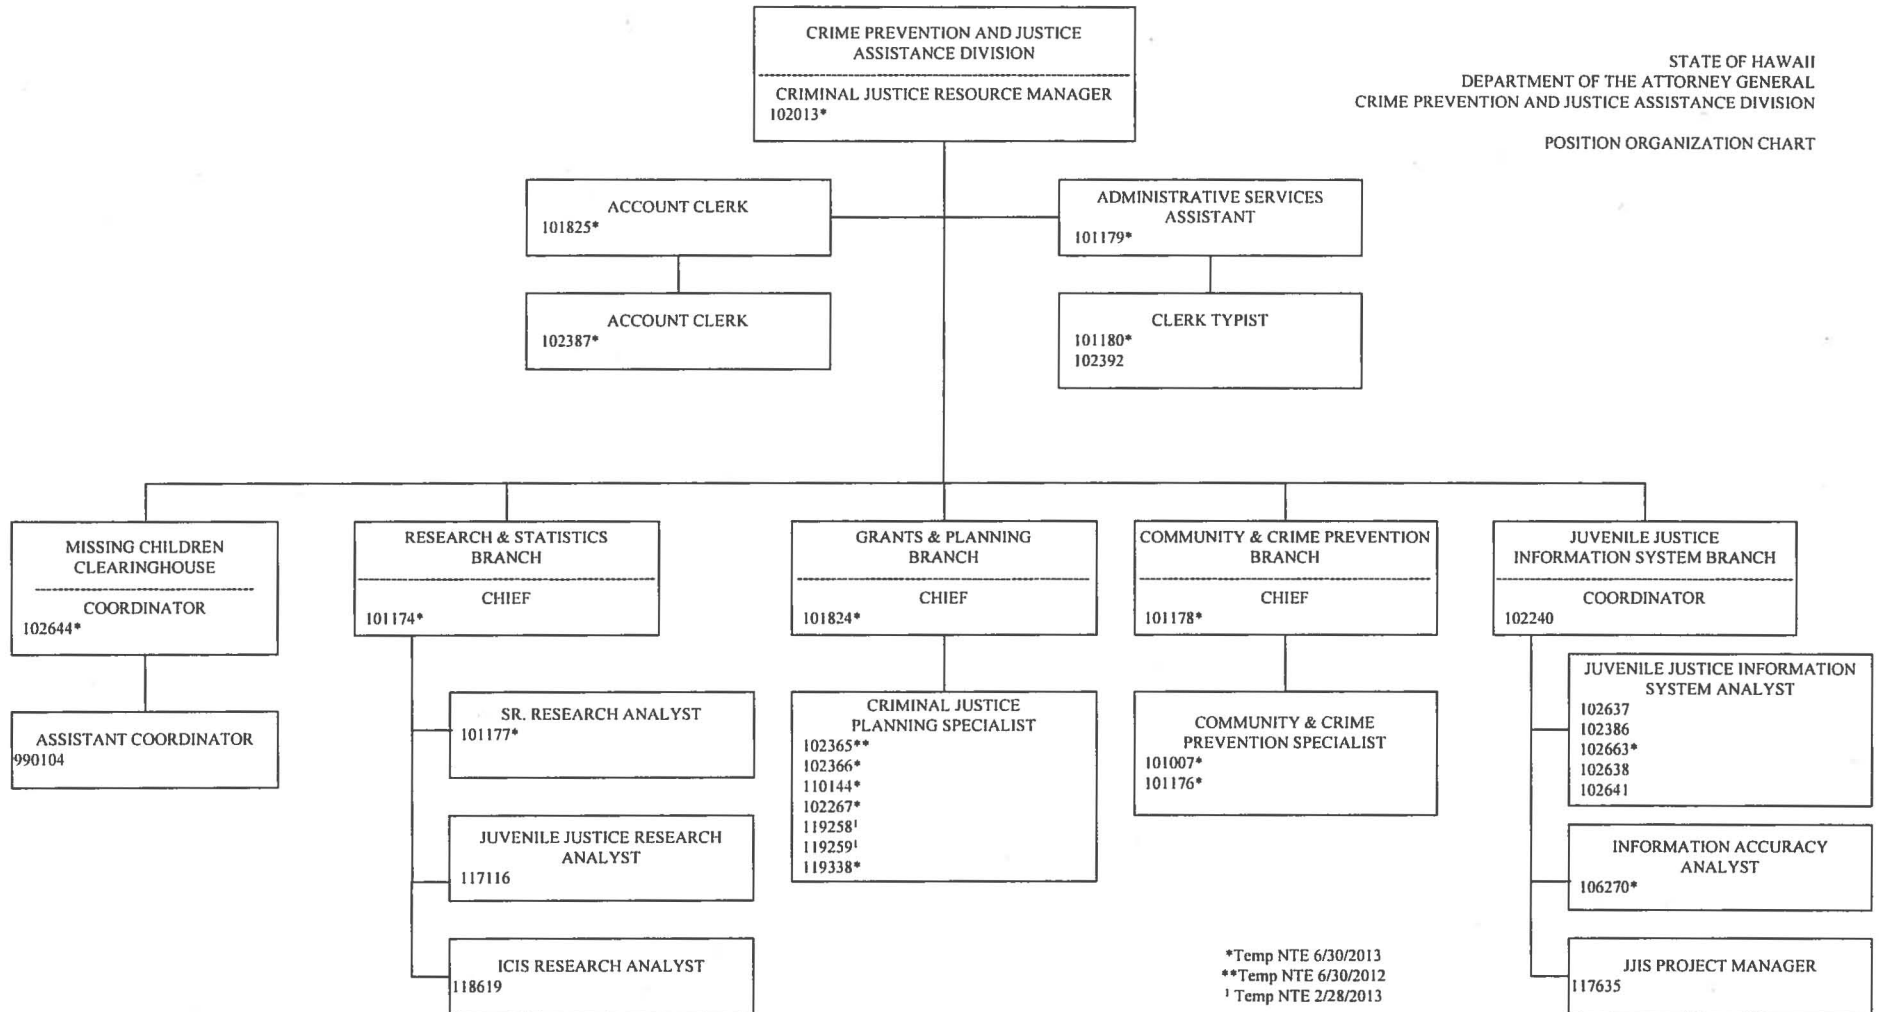 CRIME PREVENTION AND JUSTICE
ASSISTANCE DIVISION
CRIMINAL JUSTICE RESOURCE MANAGER
102013*
STATE OF HAWAII
DEPARTMENT OF THE ATTORNEY GENERAL
CRIME PREVENTION AND JUSTICE ASSISTANCE DIVISION
POSITION ORGANIZATION CHART
ACCOUNT CLERK
101825*
ADMINISTRATIVE SERVICES
ASSISTANT
101179*
ACCOUNT CLERK
102387*
CLERK TYPIST
101180*
102392
MISSING CHILDREN
CLEARINGHOUSE
COORDINATOR
102644*
RESEARCH & STATISTICS
BRANCH
CHIEF
101174*
GRANTS & PLANNING
BRANCH
CHIEF
101824*
COMMUNITY & CRIME PREVENTION
BRANCH
CHIEF
101178*
JUVENILE JUSTICE
INFORMATION SYSTEM BRANCH
COORDINATOR
102240
ASSISTANT COORDINATOR
990104
SR. RESEARCH ANALYST
101177*
JUVENILE JUSTICE RESEARCH
ANALYST
117116
ICIS RESEARCH ANALYST
118619
CRIMINAL JUSTICE
PLANNING SPECIALIST
102365**
102366*
110144*
102267*
119258¹
119259¹
119338*
COMMUNITY & CRIME
PREVENTION SPECIALIST
101007*
101176*
JUVENILE JUSTICE INFORMATION
SYSTEM ANALYST
102637
102386
102663*
102638
102641
INFORMATION ACCURACY
ANALYST
106270*
JJIS PROJECT MANAGER
117635
*Temp NTE 6/30/2013
**Temp NTE 6/30/2012
¹ Temp NTE 2/28/2013